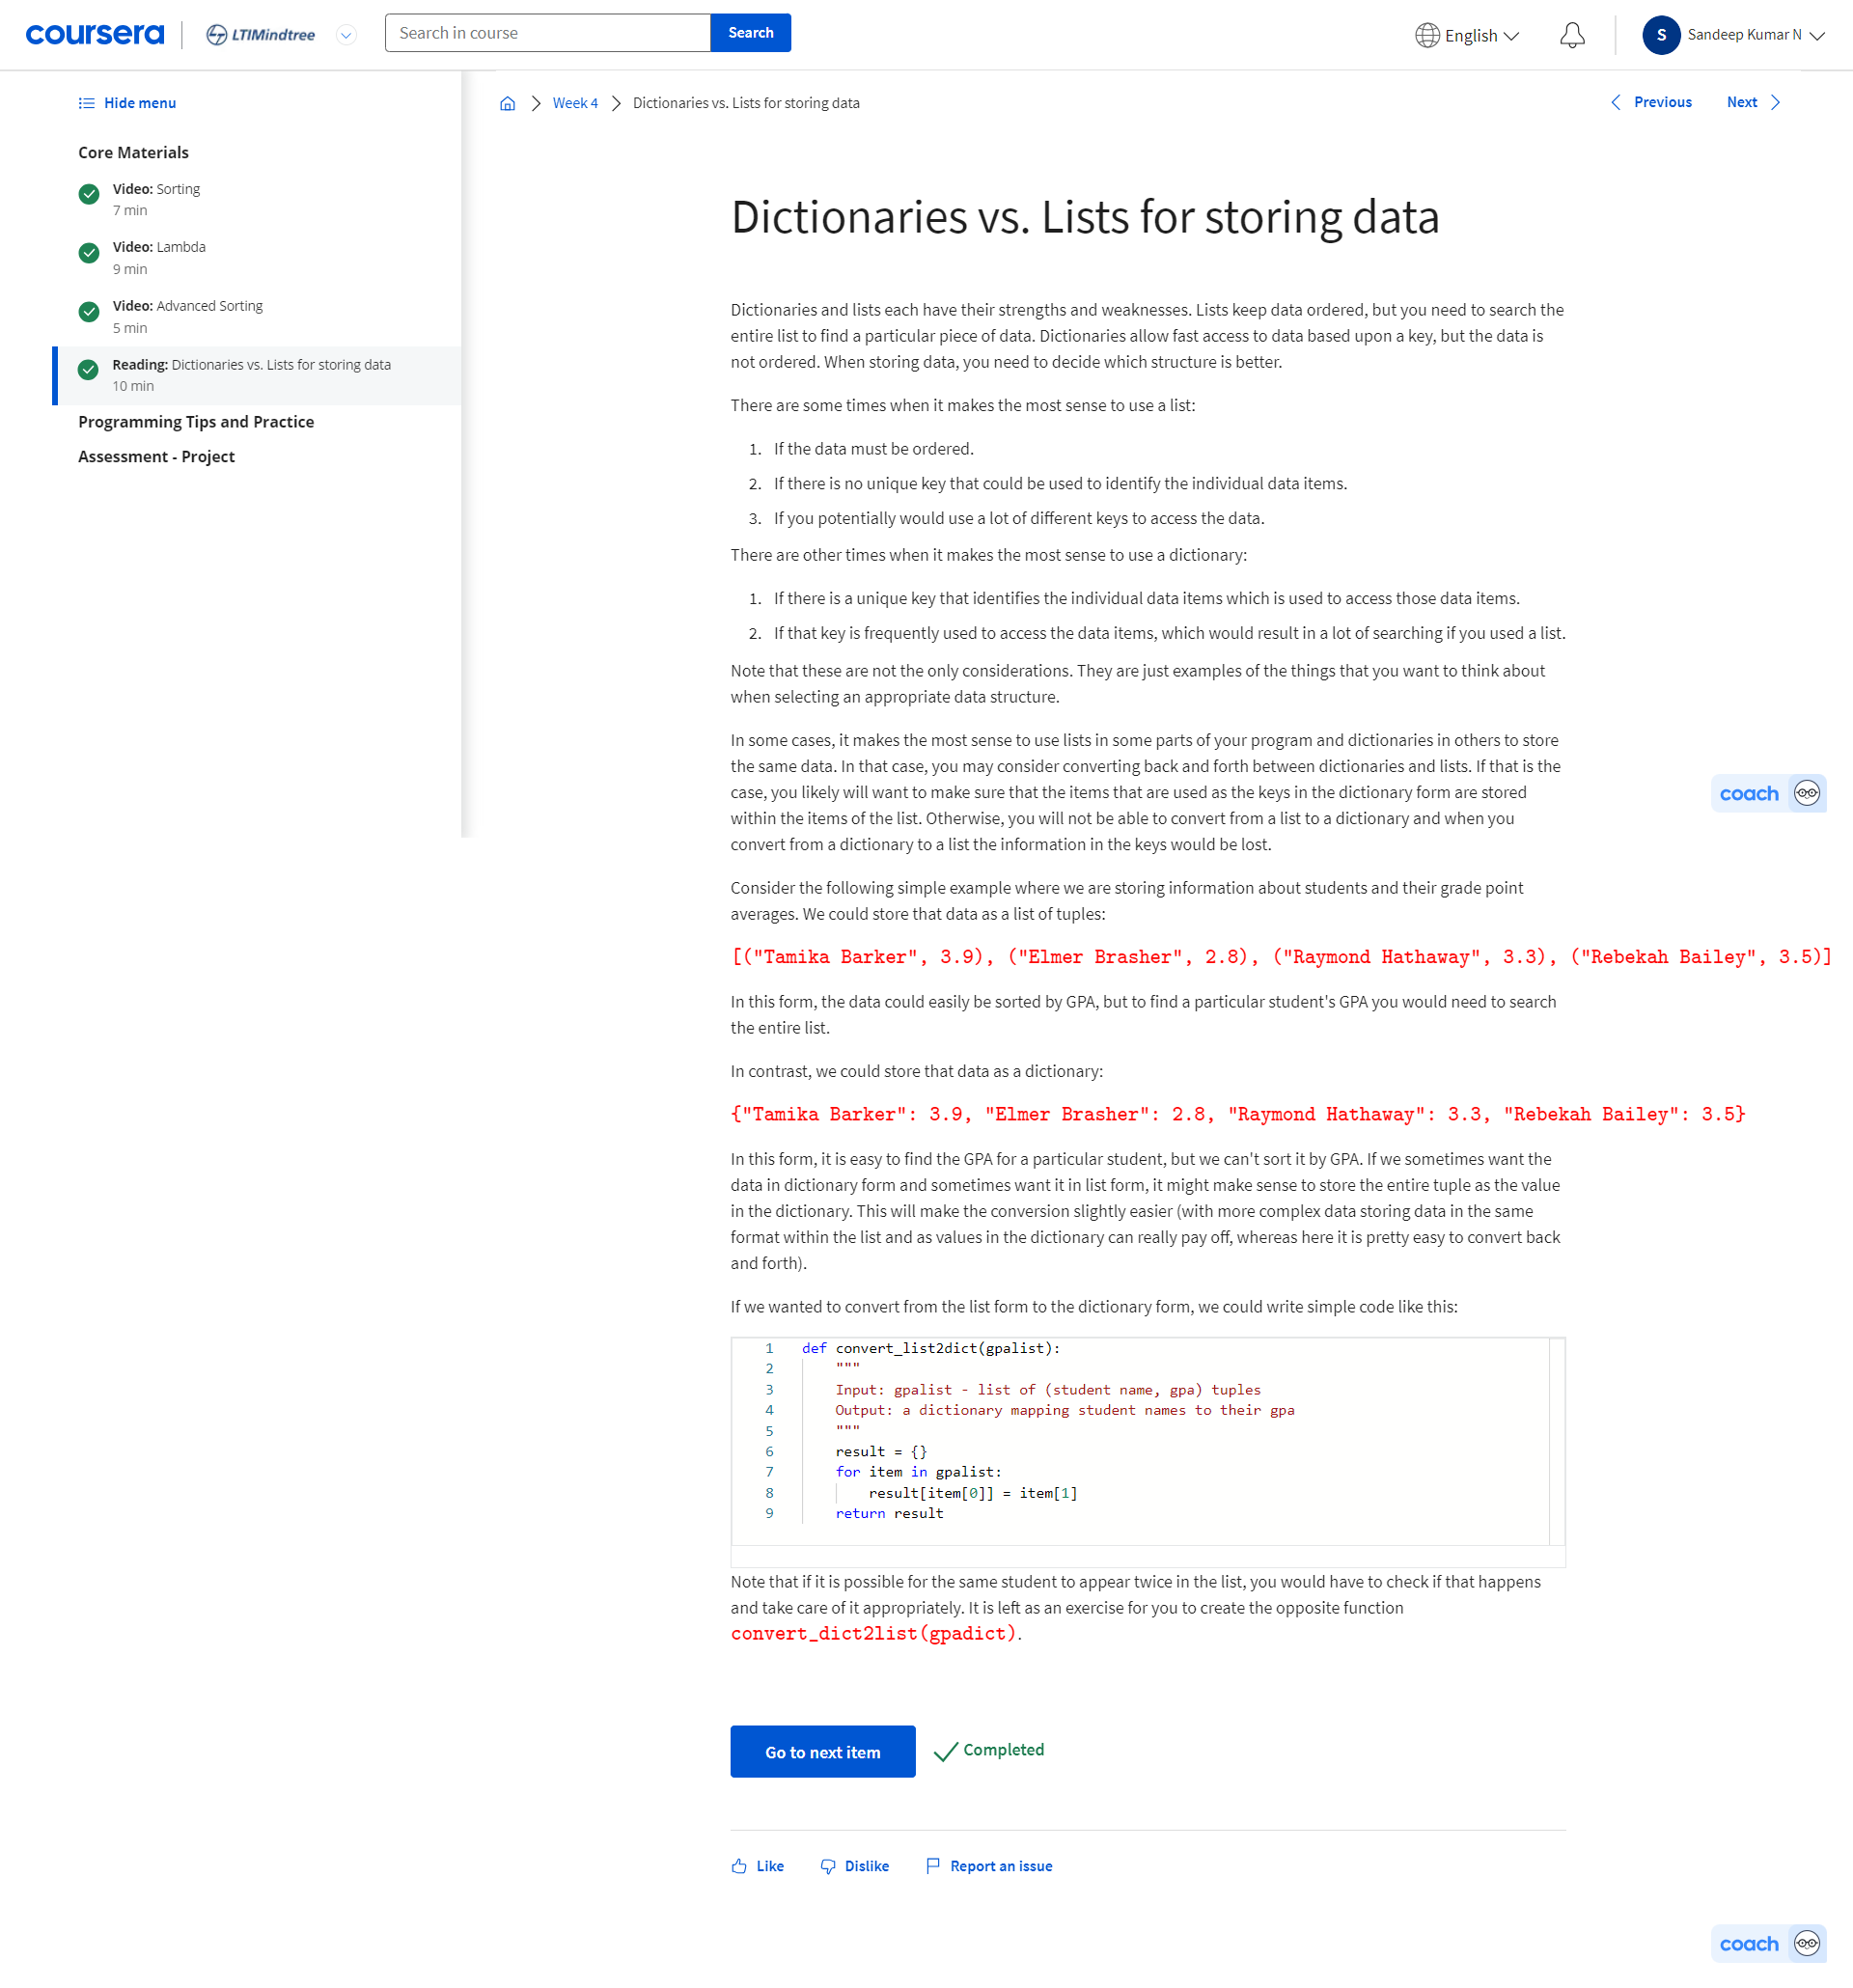 coursera
LTIMindtree
Search in course
Search
English
S
Sandeep Kumar N
Hide menu
Core Materials
Video: Sorting
7 min
Video: Lambda
9 min
Video: Advanced Sorting
5 min
Reading: Dictionaries vs. Lists for storing data
10 min
Programming Tips and Practice
Assessment - Project
Week 4
Dictionaries vs. Lists for storing data
Previous
Next
Dictionaries vs. Lists for storing data
Dictionaries and lists each have their strengths and weaknesses. Lists keep data ordered, but you need to search the
entire list to find a particular piece of data. Dictionaries allow fast access to data based upon a key, but the data is
not ordered. When storing data, you need to decide which structure is better.
There are some times when it makes the most sense to use a list:
1. If the data must be ordered.
2. If there is no unique key that could be used to identify the individual data items.
3. If you potentially would use a lot of different keys to access the data.
There are other times when it makes the most sense to use a dictionary:
1. If there is a unique key that identifies the individual data items which is used to access those data items.
2. If that key is frequently used to access the data items, which would result in a lot of searching if you used a list.
Note that these are not the only considerations. They are just examples of the things that you want to think about
when selecting an appropriate data structure.
In some cases, it makes the most sense to use lists in some parts of your program and dictionaries in others to store
the same data. In that case, you may consider converting back and forth between dictionaries and lists. If that is the
case, you likely will want to make sure that the items that are used as the keys in the dictionary form are stored
within the items of the list. Otherwise, you will not be able to convert from a list to a dictionary and when you
convert from a dictionary to a list the information in the keys would be lost.
coach
Consider the following simple example where we are storing information about students and their grade point
averages. We could store that data as a list of tuples:
[("Tamika Barker", 3.9), ("Elmer Brasher", 2.8), ("Raymond Hathaway", 3.3), ("Rebekah Bailey", 3.5)]
In this form, the data could easily be sorted by GPA, but to find a particular student's GPA you would need to search
the entire list.
In contrast, we could store that data as a dictionary:
{"Tamika Barker": 3.9, "Elmer Brasher": 2.8, "Raymond Hathaway": 3.3, "Rebekah Bailey": 3.5}
In this form, it is easy to find the GPA for a particular student, but we can't sort it by GPA. If we sometimes want the
data in dictionary form and sometimes want it in list form, it might make sense to store the entire tuple as the value
in the dictionary. This will make the conversion slightly easier (with more complex data storing data in the same
format within the list and as values in the dictionary can really pay off, whereas here it is pretty easy to convert back
and forth).
If we wanted to convert from the list form to the dictionary form, we could write simple code like this:
1 def convert_list2dict(gpalist):
2 """
3 Input: gpalist - list of (student name, gpa) tuples
4 Output: a dictionary mapping student names to their gpa
5 """
6 result = {}
7 for item in gpalist:
8 result[item[0]] = item[1]
9 return result
Note that if it is possible for the same student to appear twice in the list, you would have to check if that happens
and take care of it appropriately. It is left as an exercise for you to create the opposite function
convert_dict2list(gpadict).
Go to next item
Completed
Like
Dislike
Report an issue
coach